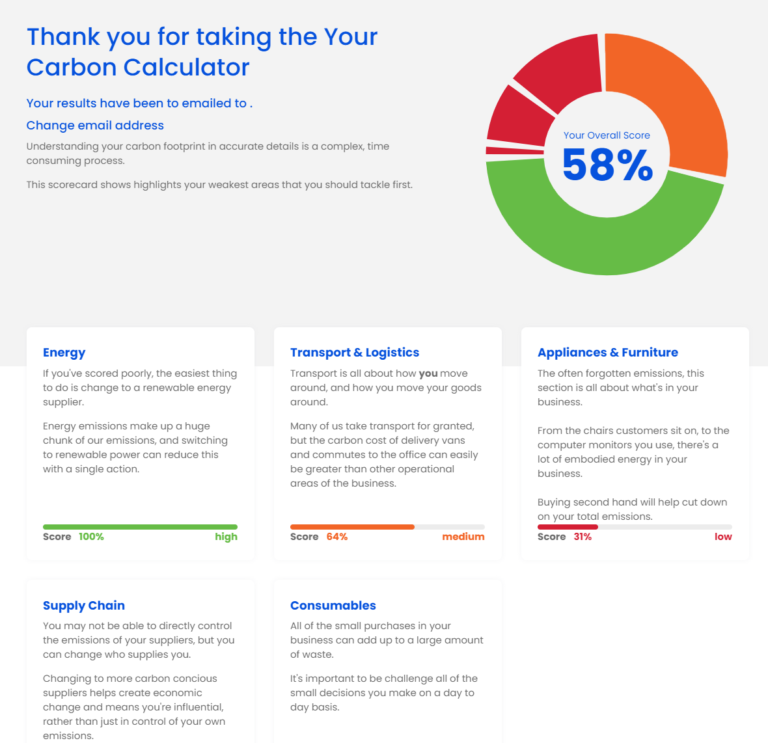 Thank you for taking the Your
Carbon Calculator
Your results have been to emailed to .
Change email address
Understanding your carbon footprint in accurate details is a complex, time
consuming process.
This scorecard shows highlights your weakest areas that you should tackle first.
Your Overall Score
58%
Energy
If you've scored poorly, the easiest thing
to do is change to a renewable energy
supplier.
Energy emissions make up a huge
chunk of our emissions, and switching
to renewable power can reduce this
with a single action.
Score 100% high
Transport & Logistics
Transport is all about how you move
around, and how you move your goods
around.
Many of us take transport for granted,
but the carbon cost of delivery vans
and commutes to the office can easily
be greater than other operational
areas of the business.
Score 64% medium
Appliances & Furniture
The often forgotten emissions, this
section is all about what's in your
business.
From the chairs customers sit on, to the
computer monitors you use, there's a
lot of embodied energy in your
business.
Buying second hand will help cut down
on your total emissions.
Score 31% low
Supply Chain
You may not be able to directly control
the emissions of your suppliers, but you
can change who supplies you.
Changing to more carbon concious
suppliers helps create economic
change and means you're influential,
rather than just in control of your own
emissions.
Consumables
All of the small purchases in your
business can add up to a large amount
of waste.
It's important to be challenge all of the
small decisions you make on a day to
day basis.